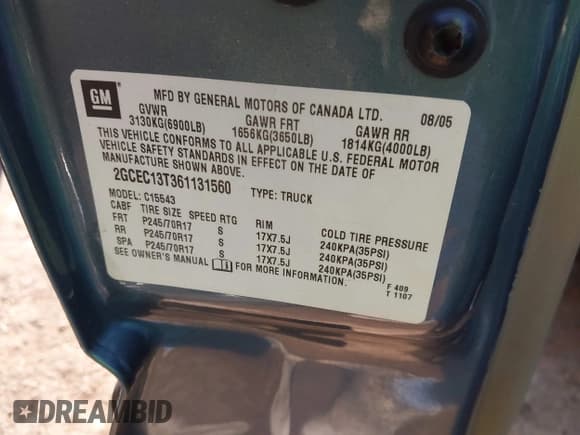 GM
MFD BY GENERAL MOTORS OF CANADA LTD. 08/05
GVWR GAWR FRT GAWR RR
3130KG(6900LB) 1656KG(3650LB) 1814KG(4000LB)
THIS VEHICLE CONFORMS TO ALL APPLICABLE U.S. FEDERAL MOTOR
VEHICLE SAFETY STANDARDS IN EFFECT ON THE DATE OF
MANUFACTURE SHOWN ABOVE.
2GCEC13T361131560 TYPE: TRUCK
MODEL: C15543
CABF TIRE SIZE SPEED RTG RIM COLD TIRE PRESSURE
FRT P245/70R17 S 17X7.5J 240KPA(35PSI)
RR P245/70R17 S 17X7.5J 240KPA(35PSI)
SPA P245/70R17 S 17X7.5J 240KPA(35PSI)
SEE OWNER'S MANUAL FOR MORE INFORMATION.
F 409
T 1107
DREAMBID